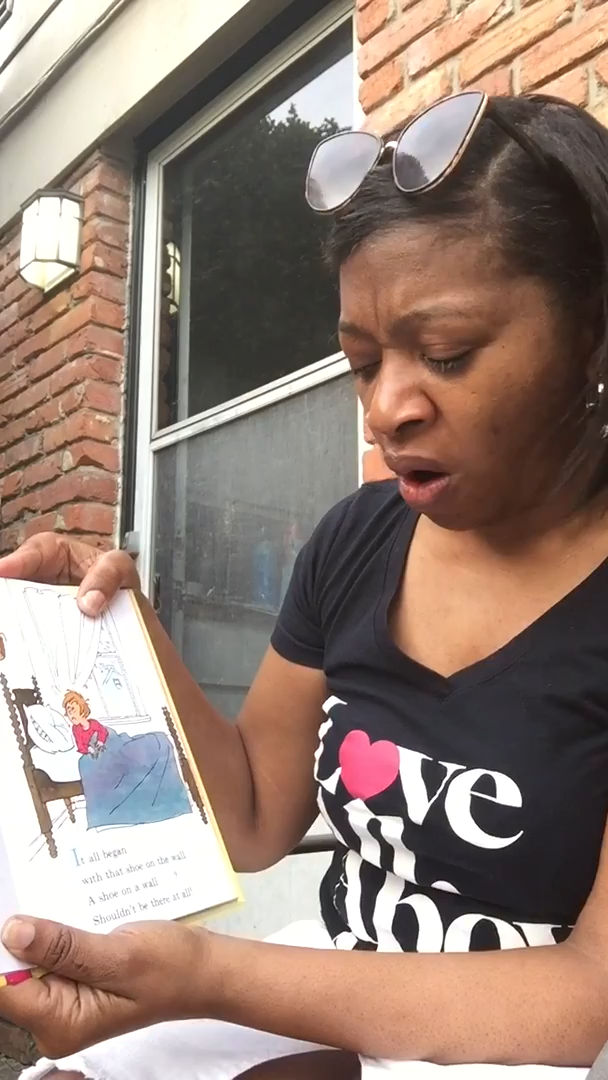 It all began
with that shoe on the wall
A shoe on a wall ?
Shouldn't be there at all!
Love